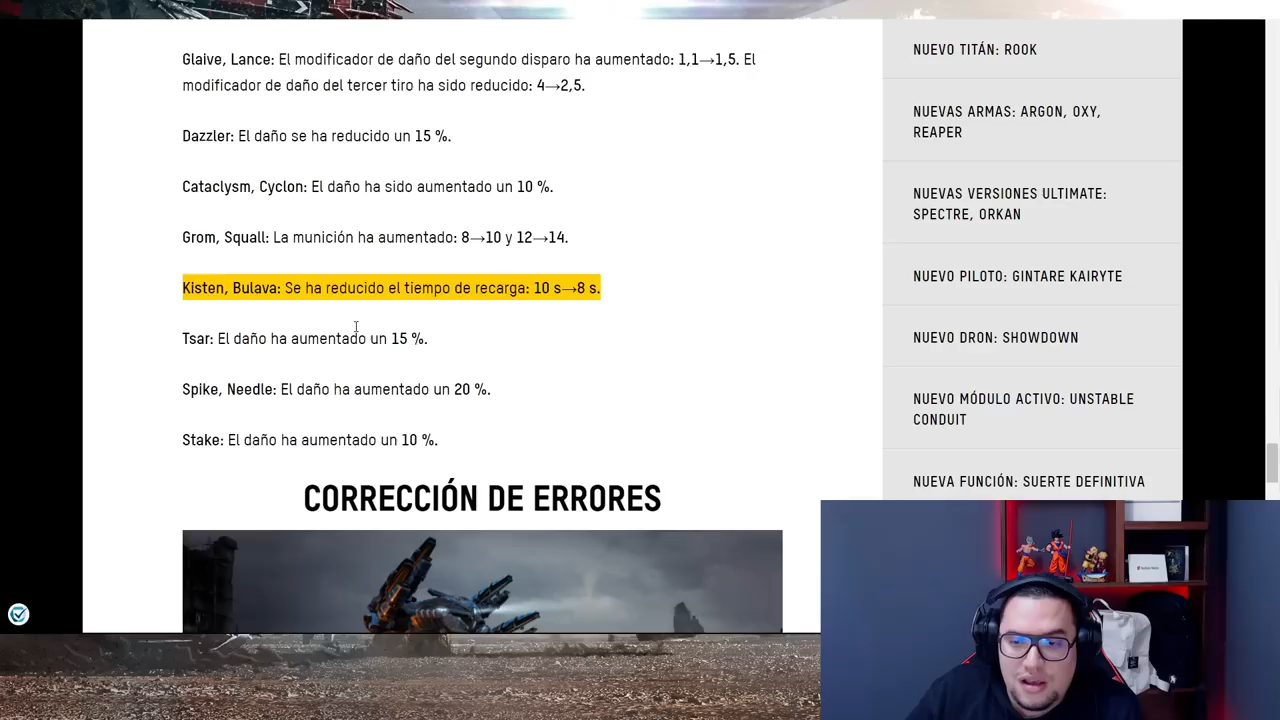 Glaive, Lance: El modificador de daño del segundo disparo ha aumentado: 1,1→1,5. El
modificador de daño del tercer tiro ha sido reducido: 4→2,5.
Dazzler: El daño se ha reducido un 15 %.
Cataclysm, Cyclon: El daño ha sido aumentado un 10 %.
Grom, Squall: La munición ha aumentado: 8→10 y 12→14.
Kisten, Bulava: Se ha reducido el tiempo de recarga: 10 s→8 s.
Tsar: El daño ha aumentado un 15 %.
Spike, Needle: El daño ha aumentado un 20 %.
Stake: El daño ha aumentado un 10 %.
CORRECCIÓN DE ERRORES
NUEVO TITÁN: ROOK
NUEVAS ARMAS: ARGON, OXY,
REAPER
NUEVAS VERSIONES ULTIMATE:
SPECTRE, ORKAN
NUEVO PILOTO: GINTARE KAIRYTE
NUEVO DRON: SHOWDOWN
NUEVO MÓDULO ACTIVO: UNSTABLE
CONDUIT
NUEVA FUNCIÓN: SUERTE DEFINITIVA